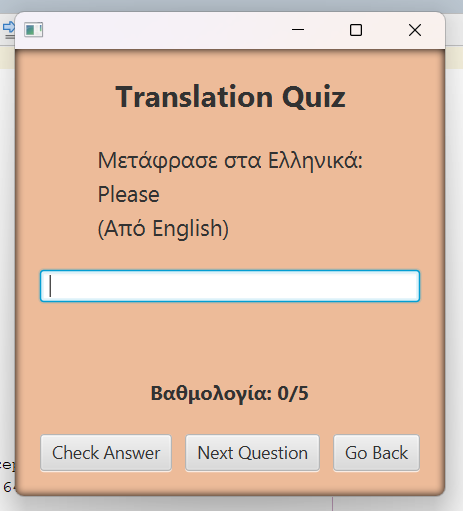 Translation Quiz
Μετάφρασε στα Ελληνικά:
Please
(Από English)
Βαθμολογία: 0/5
Check Answer Next Question Go Back